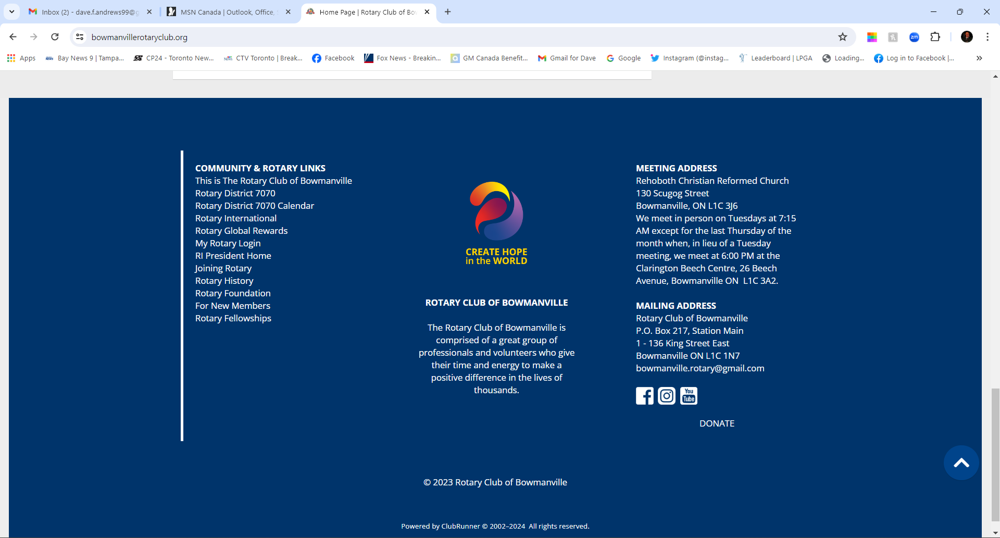 Inbox (2) - dave.f.andrews99@g
MSN Canada | Outlook, Office,
Home Page | Rotary Club of Bo
bowmanvillerotaryclub.org
zm
Apps
Bay News 9 | Tampa...
CP24 - Toronto New...
CTV Toronto | Break...
Facebook
Fox News - Breakin...
GM Canada Benefit...
Gmail for Dave
Google
Instagram (@instag...
Leaderboard | LPGA
Loading...
Log in to Facebook |...
COMMUNITY & ROTARY LINKS
This is The Rotary Club of Bowmanville
Rotary District 7070
Rotary District 7070 Calendar
Rotary International
Rotary Global Rewards
My Rotary Login
RI President Home
Joining Rotary
Rotary History
Rotary Foundation
For New Members
Rotary Fellowships
CREATE HOPE
in the WORLD
ROTARY CLUB OF BOWMANVILLE
The Rotary Club of Bowmanville is
comprised of a great group of
professionals and volunteers who give
their time and energy to make a
positive difference in the lives of
thousands.
MEETING ADDRESS
Rehoboth Christian Reformed Church
130 Scugog Street
Bowmanville, ON L1C 3J6
We meet in person on Tuesdays at 7:15
AM except for the last Thursday of the
month when, in lieu of a Tuesday
meeting, we meet at 6:00 PM at the
Clarington Beech Centre, 26 Beech
Avenue, Bowmanville ON  L1C 3A2.
MAILING ADDRESS
Rotary Club of Bowmanville
P.O. Box 217, Station Main
1 - 136 King Street East
Bowmanville ON L1C 1N7
bowmanville.rotary@gmail.com
You
Tube
DONATE
© 2023 Rotary Club of Bowmanville
Powered by ClubRunner © 2002–2024  All rights reserved.